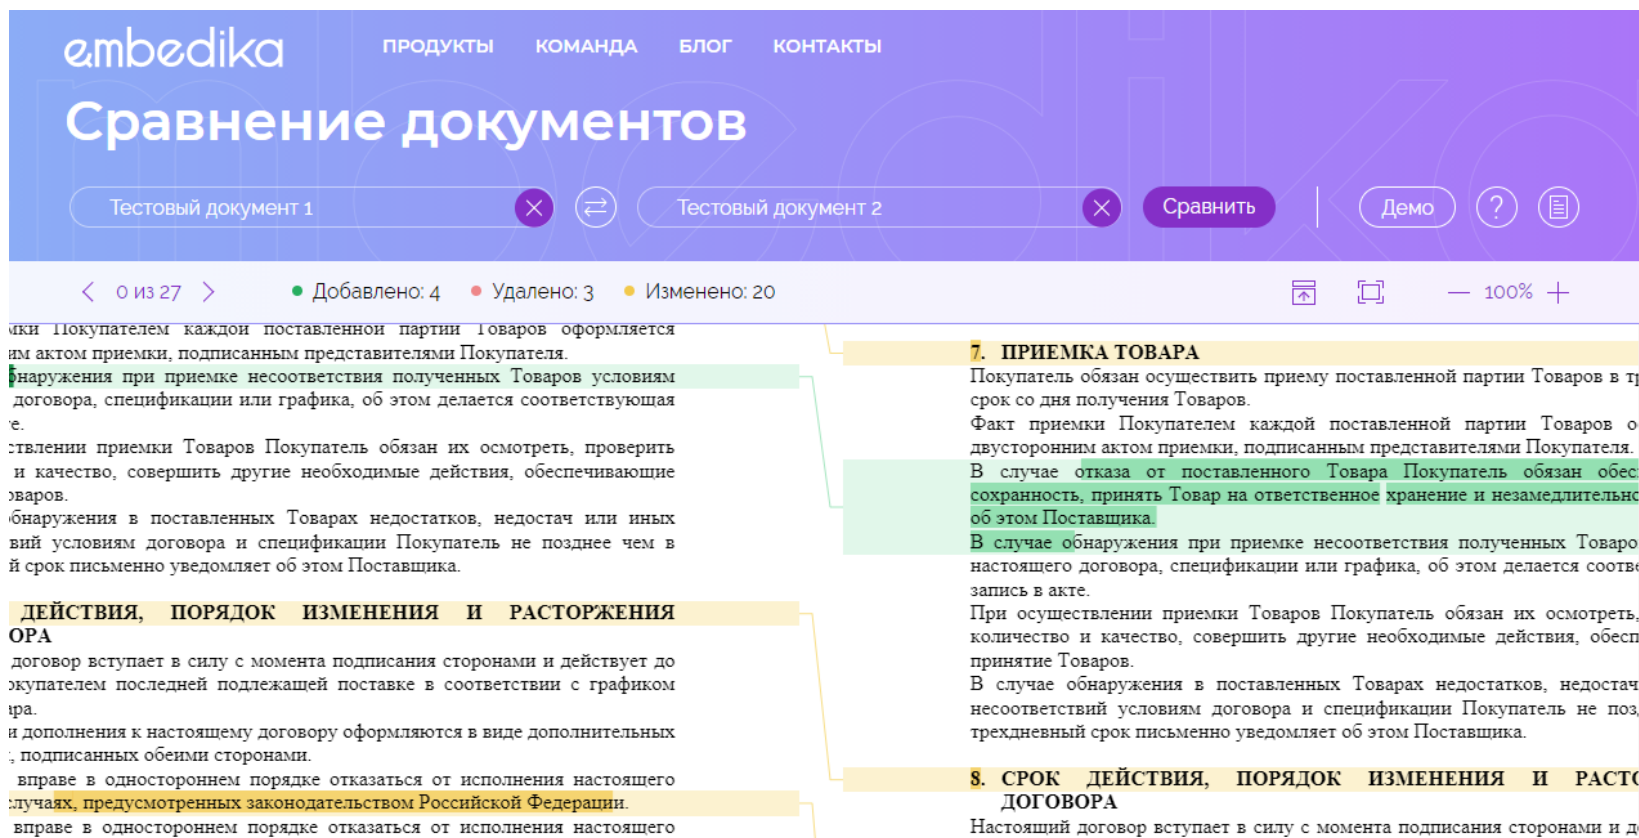 embedika ПРОДУКТЫ КОМАНДА БЛОГ КОНТАКТЫ
Сравнение документов
Тестовый документ 1 Тестовый документ 2 Сравнить Демо ?
0 из 27 Добавлено: 4 Удалено: 3 Изменено: 20 100%
Покупателем каждой поставленной партии Товаров оформляется
актом приемки, подписанным представителями Покупателя.
при приемке несоответствия полученных Товаров условиям
договора, спецификации или графика, об этом делается соответствующая
приемки Товаров Покупатель обязан их осмотреть, проверить
и качество, совершить другие необходимые действия, обеспечивающие
в поставленных Товарах недостатков, недостач или иных
условиям договора и спецификации Покупатель не позднее чем в
срок письменно уведомляет об этом Поставщика.
ДЕЙСТВИЯ, ПОРЯДОК ИЗМЕНЕНИЯ И РАСТОРЖЕНИЯ
ОРА
договор вступает в силу с момента подписания сторонами и действует до
последней подлежащей поставке в соответствии с графиком
и дополнения к настоящему договору оформляются в виде дополнительных
, подписанных обеими сторонами.
вправе в одностороннем порядке отказаться от исполнения настоящего
случаях, предусмотренных законодательством Российской Федерации.
вправе в одностороннем порядке отказаться от исполнения настоящего
7. ПРИЕМКА ТОВАРА
Покупатель обязан осуществить приему поставленной партии Товаров в
срок со дня получения Товаров.
Факт приемки Покупателем каждой поставленной партии Товаров
двусторонним актом приемки, подписанным представителями Покупателя.
В случае отказа от поставленного Товара Покупатель обязан
сохранность, принять Товар на ответственное хранение и незамедлительно
об этом Поставщика.
В случае обнаружения при приемке несоответствия полученных
настоящего договора, спецификации или графика, об этом делается
запись в акте.
При осуществлении приемки Товаров Покупатель обязан их осмотреть,
количество и качество, совершить другие необходимые действия,
принятие Товаров.
В случае обнаружения в поставленных Товарах недостатков,
несоответствий условиям договора и спецификации Покупатель не
трехдневный срок письменно уведомляет об этом Поставщика.
8. СРОК ДЕЙСТВИЯ, ПОРЯДОК ИЗМЕНЕНИЯ И
ДОГОВОРА
Настоящий договор вступает в силу с момента подписания сторонами и